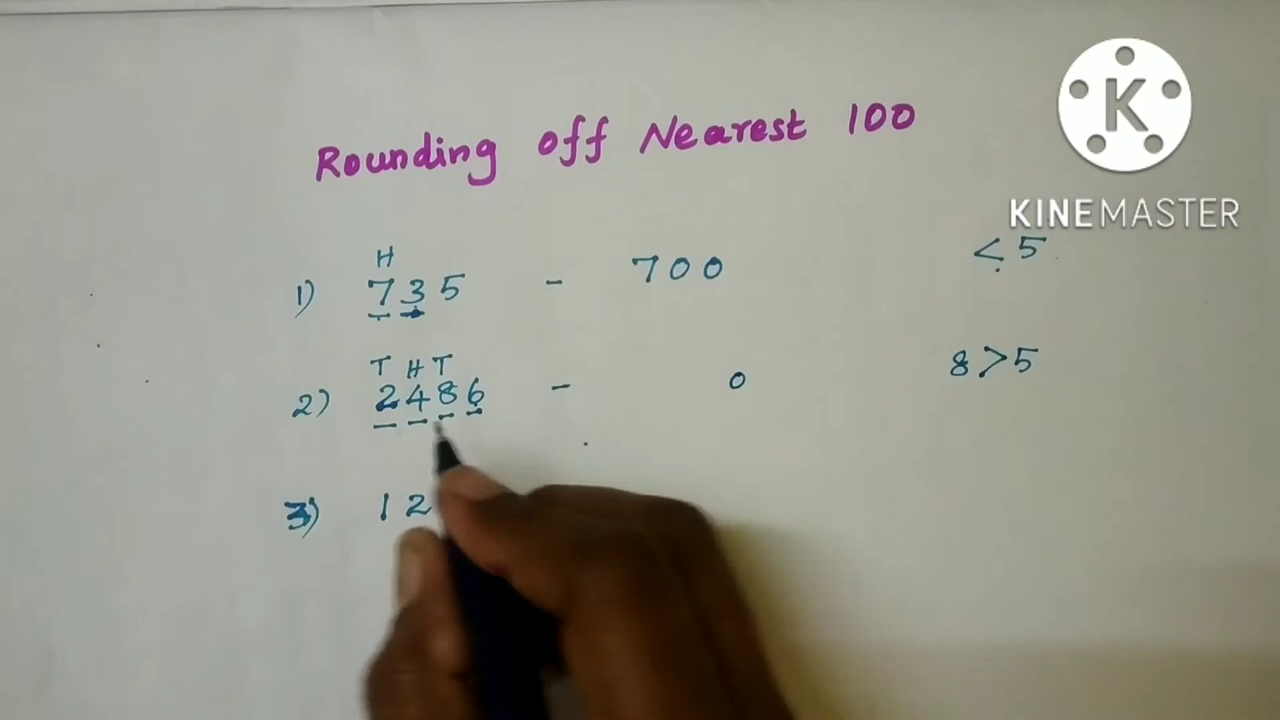 Rounding off Nearest 100
KINEMASTER
H
1) 735 - 700 < 5
T H T
2) 2486 - 0 8 > 5
3) 12